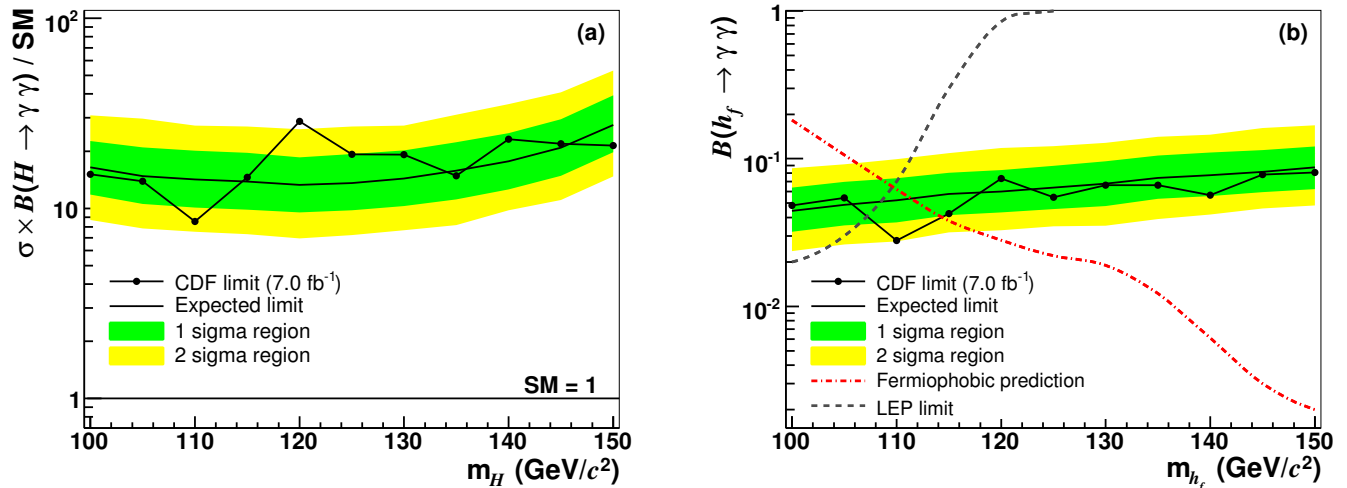 σ × B(H → γ γ) / SM
10²
10
1
(a)
CDF limit (7.0 fb⁻¹)
Expected limit
1 sigma region
2 sigma region
SM = 1
100 110 120 130 140 150
m_H (GeV/c²)
B(h_f → γ γ)
1
10⁻¹
10⁻²
(b)
CDF limit (7.0 fb⁻¹)
Expected limit
1 sigma region
2 sigma region
Fermiophobic prediction
LEP limit
100 110 120 130 140 150
m_{h_f} (GeV/c²)